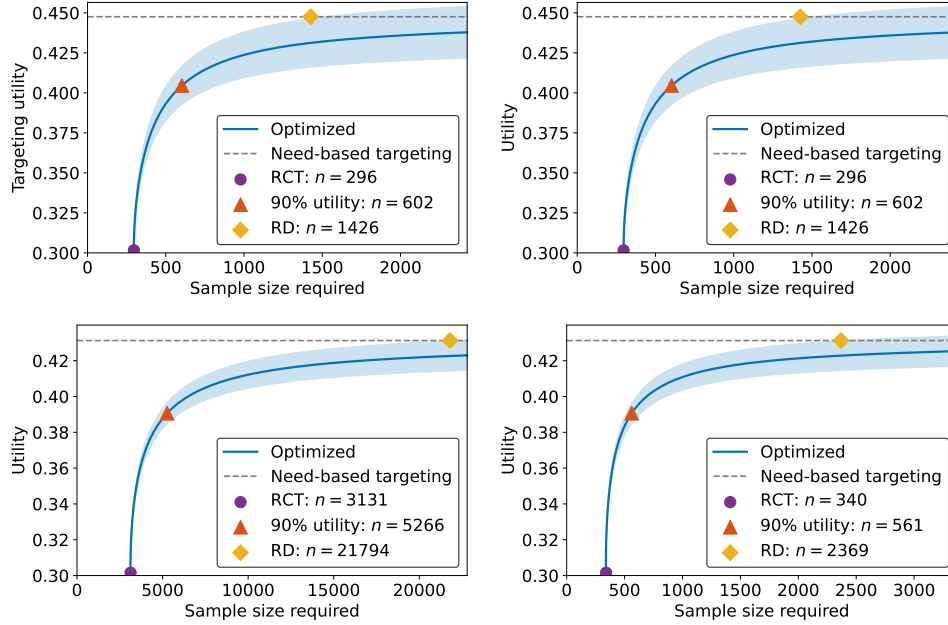 0.450
0.425
0.400
0.375
0.350
0.325
0.300
Targeting utility
Optimized
Need-based targeting
RCT: n = 296
90% utility: n = 602
RD: n = 1426
0 500 1000 1500 2000
Sample size required
0.450
0.425
0.400
0.375
0.350
0.325
0.300
Utility
Optimized
Need-based targeting
RCT: n = 296
90% utility: n = 602
RD: n = 1426
0 500 1000 1500 2000
Sample size required
0.42
0.40
0.38
0.36
0.34
0.32
0.30
Utility
Optimized
Need-based targeting
RCT: n = 3131
90% utility: n = 5266
RD: n = 21794
0 5000 10000 15000 20000
Sample size required
0.42
0.40
0.38
0.36
0.34
0.32
0.30
Utility
Optimized
Need-based targeting
RCT: n = 340
90% utility: n = 561
RD: n = 2369
0 500 1000 1500 2000 2500 3000
Sample size required